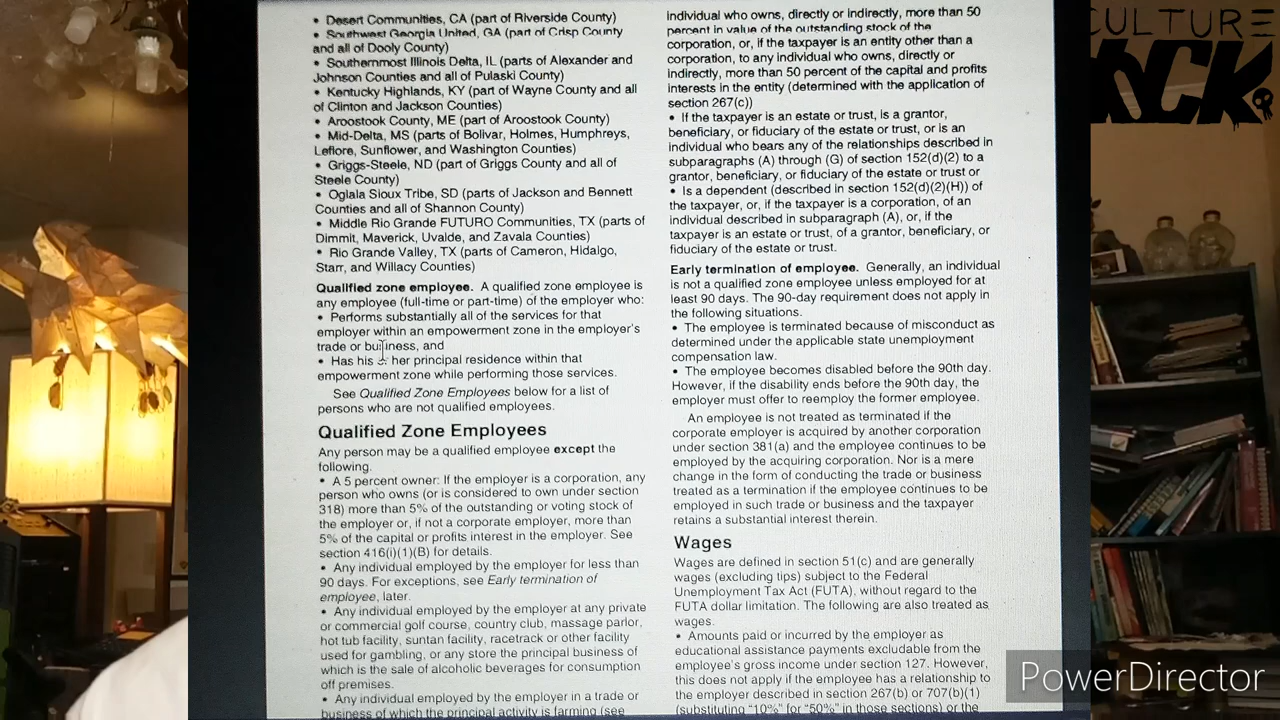 • Desert Communities, CA (part of Riverside County)
• Southwest Georgia United, GA (part of Crisp County
and all of Dooly County)
• Southernmost Illinois Delta, IL (parts of Alexander and
Johnson Counties and all of Pulaski County)
• Kentucky Highlands, KY (part of Wayne County and all
of Clinton and Jackson Counties)
• Aroostook County, ME (part of Aroostook County)
• Mid-Delta, MS (parts of Bolivar, Holmes, Humphreys,
Leflore, Sunflower, and Washington Counties)
• Griggs-Steele, ND (part of Griggs County and all of
Steele County)
• Oglala Sioux Tribe, SD (parts of Jackson and Bennett
Counties and all of Shannon County)
• Middle Rio Grande FUTURO Communities, TX (parts of
Dimmit, Maverick, Uvalde, and Zavala Counties)
• Rio Grande Valley, TX (parts of Cameron, Hidalgo,
Starr, and Willacy Counties)
Qualified zone employee. A qualified zone employee is
any employee (full-time or part-time) of the employer who:
• Performs substantially all of the services for that
employer within an empowerment zone in the employer's
trade or business, and
• Has his her principal residence within that
empowerment zone while performing those services.
See Qualified Zone Employees below for a list of
persons who are not qualified employees.
Qualified Zone Employees
Any person may be a qualified employee except the
following.
• A 5 percent owner: If the employer is a corporation, any
person who owns (or is considered to own under section
318) more than 5% of the outstanding or voting stock of
the employer or, if not a corporate employer, more than
5% of the capital or profits interest in the employer. See
section 416(i)(1)(B) for details.
• Any individual employed by the employer for less than
90 days. For exceptions, see Early termination of
employee, later.
• Any individual employed by the employer at any private
or commercial golf course, country club, massage parlor,
hot tub facility, suntan facility, racetrack or other facility
used for gambling, or any store the principal business of
which is the sale of alcoholic beverages for consumption
off premises.
• Any individual employed by the employer in a trade or
business of which the principal activity is farming (see
individual who owns, directly or indirectly, more than 50
percent in value of the outstanding stock of the
corporation, or, if the taxpayer is an entity other than a
corporation, to any individual who owns, directly or
indirectly, more than 50 percent of the capital and profits
interests in the entity (determined with the application of
section 267(c))
• If the taxpayer is an estate or trust, is a grantor,
beneficiary, or fiduciary of the estate or trust, or is an
individual who bears any of the relationships described in
subparagraphs (A) through (G) of section 152(d)(2) to a
grantor, beneficiary, or fiduciary of the estate or trust or
• Is a dependent (described in section 152(d)(2)(H)) of
the taxpayer, or, if the taxpayer is a corporation, of an
individual described in subparagraph (A), or, if the
taxpayer is an estate or trust, of a grantor, beneficiary, or
fiduciary of the estate or trust.
Early termination of employee. Generally, an individual
is not a qualified zone employee unless employed for at
least 90 days. The 90-day requirement does not apply in
the following situations.
• The employee is terminated because of misconduct as
determined under the applicable state unemployment
compensation law.
• The employee becomes disabled before the 90th day.
However, if the disability ends before the 90th day, the
employer must offer to reemploy the former employee.
An employee is not treated as terminated if the
corporate employer is acquired by another corporation
under section 381(a) and the employee continues to be
employed by the acquiring corporation. Nor is a mere
change in the form of conducting the trade or business
treated as a termination if the employee continues to be
employed in such trade or business and the taxpayer
retains a substantial interest therein.
Wages
Wages are defined in section 51(c) and are generally
wages (excluding tips) subject to the Federal
Unemployment Tax Act (FUTA), without regard to the
FUTA dollar limitation. The following are also treated as
wages.
• Amounts paid or incurred by the employer as
educational assistance payments excludable from the
employee's gross income under section 127. However,
this does not apply if the employee has a relationship to
the employer described in section 267(b) or 707(b)(1)
(substituting "10%" for "50%" in those sections) or the
CULTURE
PowerDirector